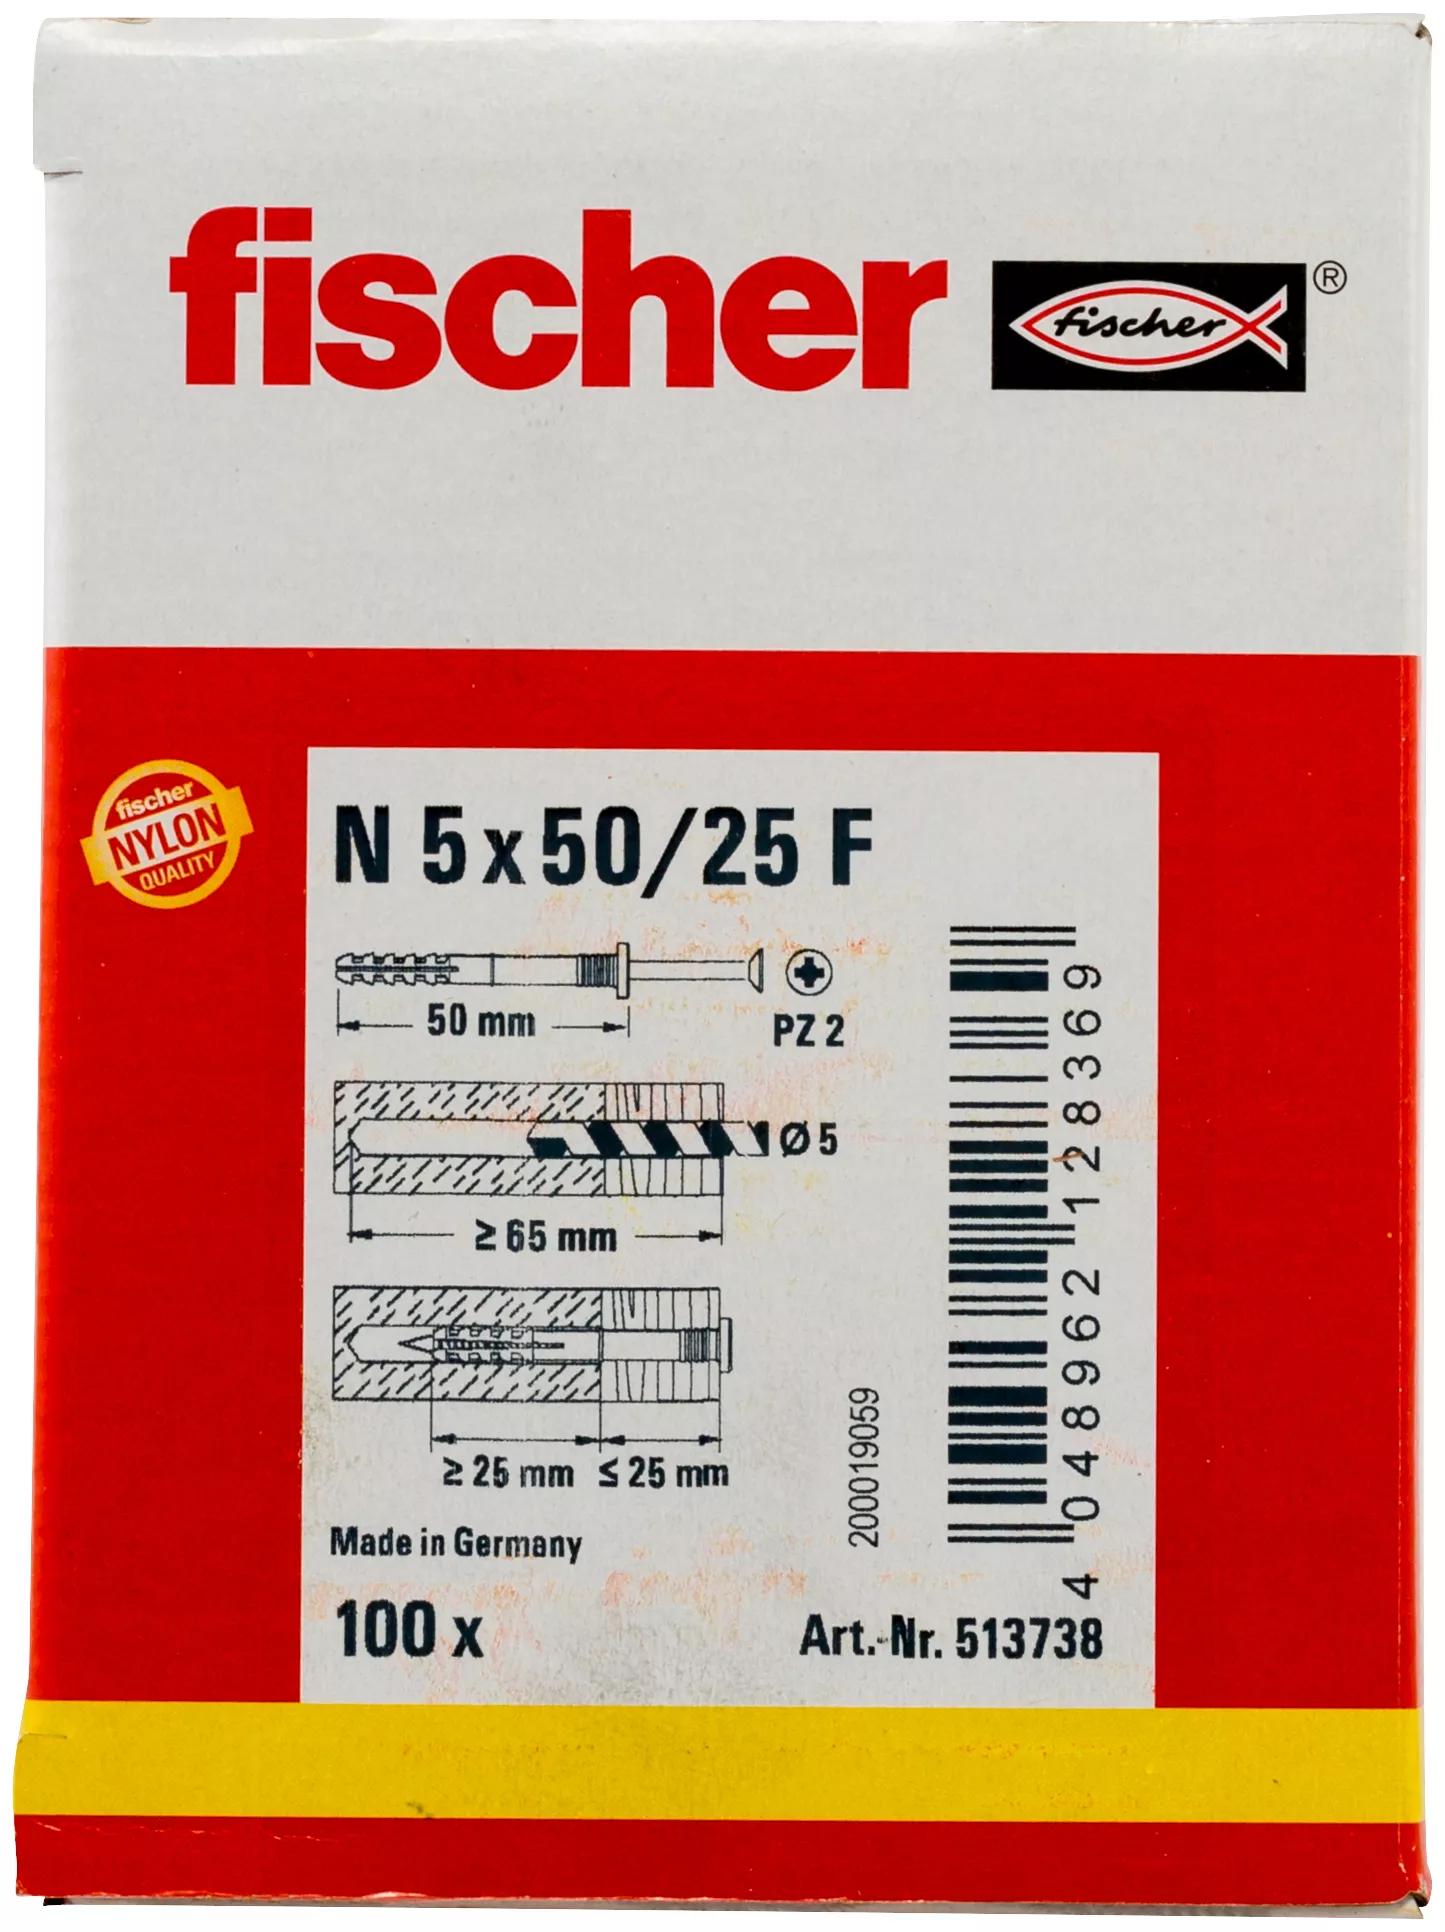 fischer
fischer ®
fischer
NYLON
QUALITY
N 5 x 50/25 F
50 mm
PZ 2
Ø 5
≥ 65 mm
≥ 25 mm ≤ 25 mm
Made in Germany
100 x
200019059
4 048962 128369
Art.-Nr. 513738